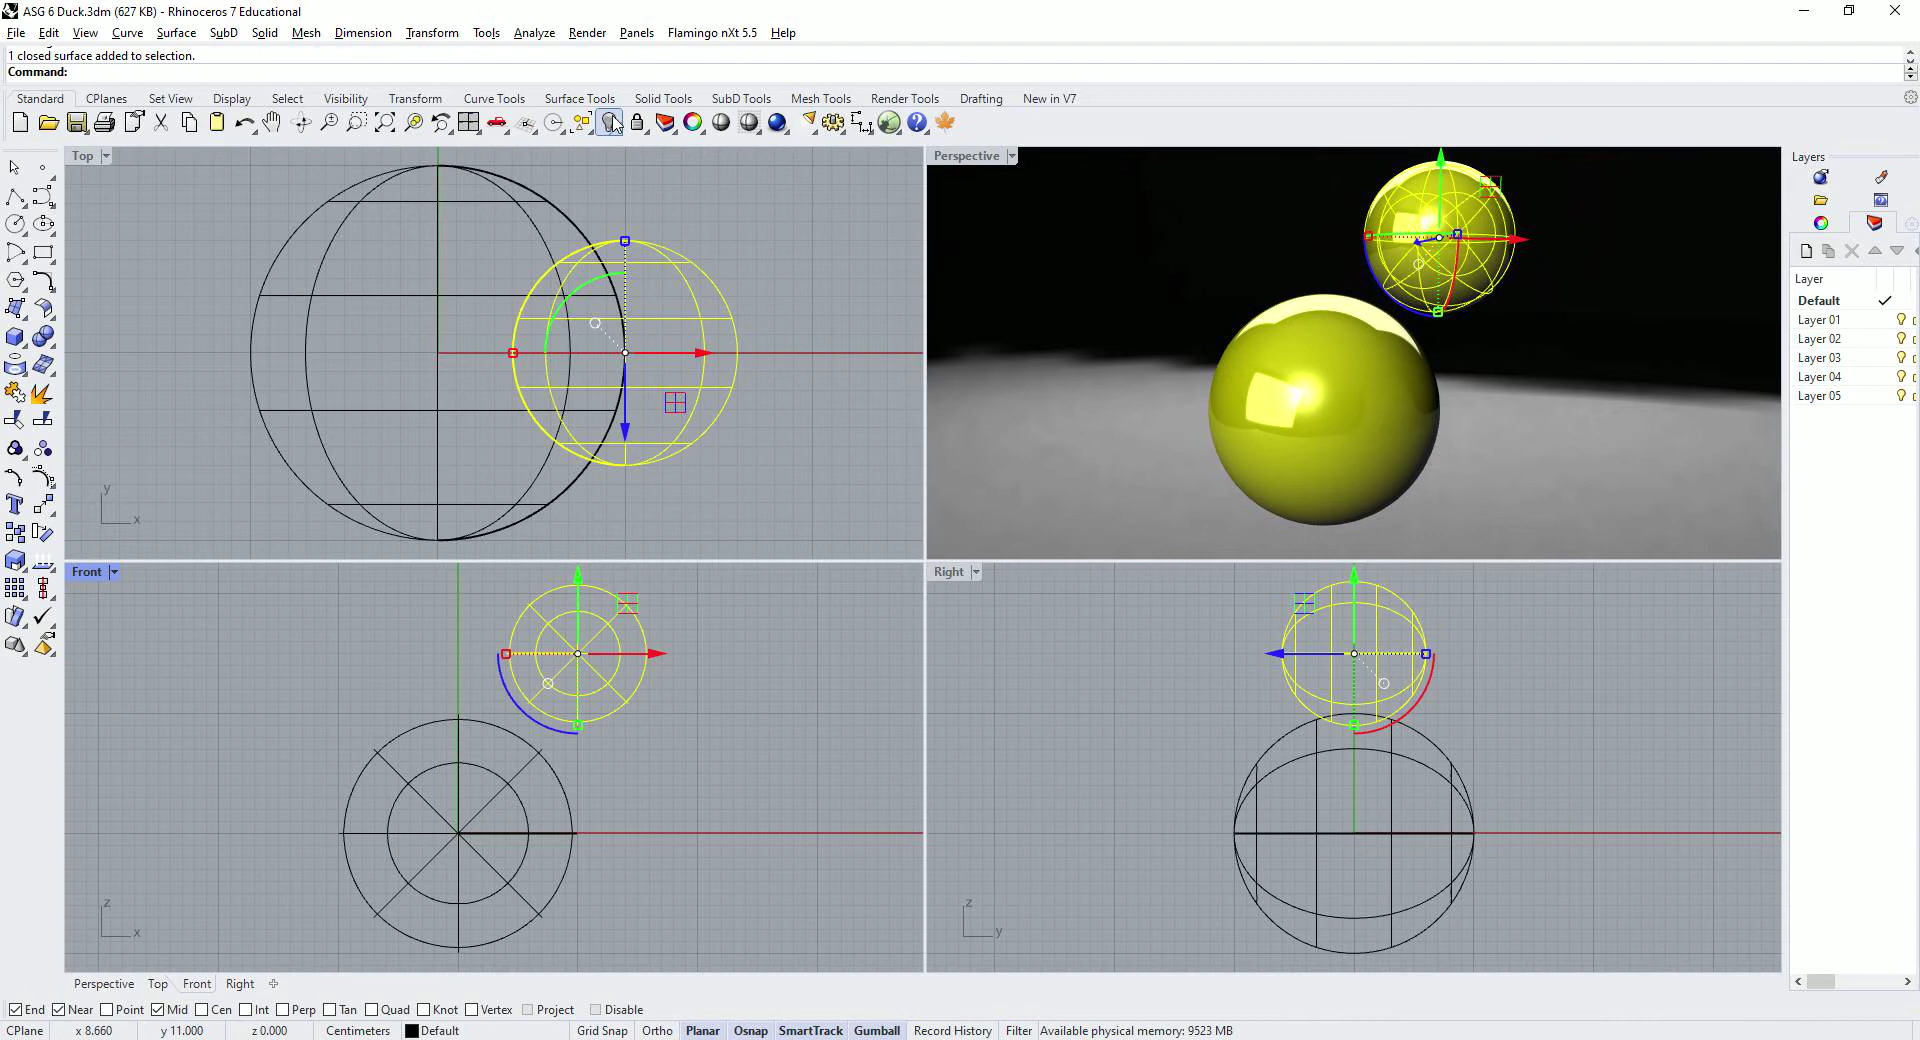 ASG 6 Duck.3dm (627 KB) - Rhinoceros 7 Educational
File Edit View Curve Surface SubD Solid Mesh Dimension Transform Tools Analyze Render Panels Flamingo nXt 5.5 Help
1 closed surface added to selection.
Command:
Standard CPlanes Set View Display Select Visibility Transform Curve Tools Surface Tools Solid Tools SubD Tools Mesh Tools Render Tools Drafting New in V7
Top
Perspective
Layers
Layer
Default
Layer 01
Layer 02
Layer 03
Layer 04
Layer 05
y
x
Front
Right
z
x
z
y
Perspective Top Front Right
End Near Point Mid Cen Int Perp Tan Quad Knot Vertex Project Disable
CPlane x 8.660 y 11.000 z 0.000 Centimeters Default Grid Snap Ortho Planar Osnap SmartTrack Gumball Record History Filter Available physical memory: 9523 MB